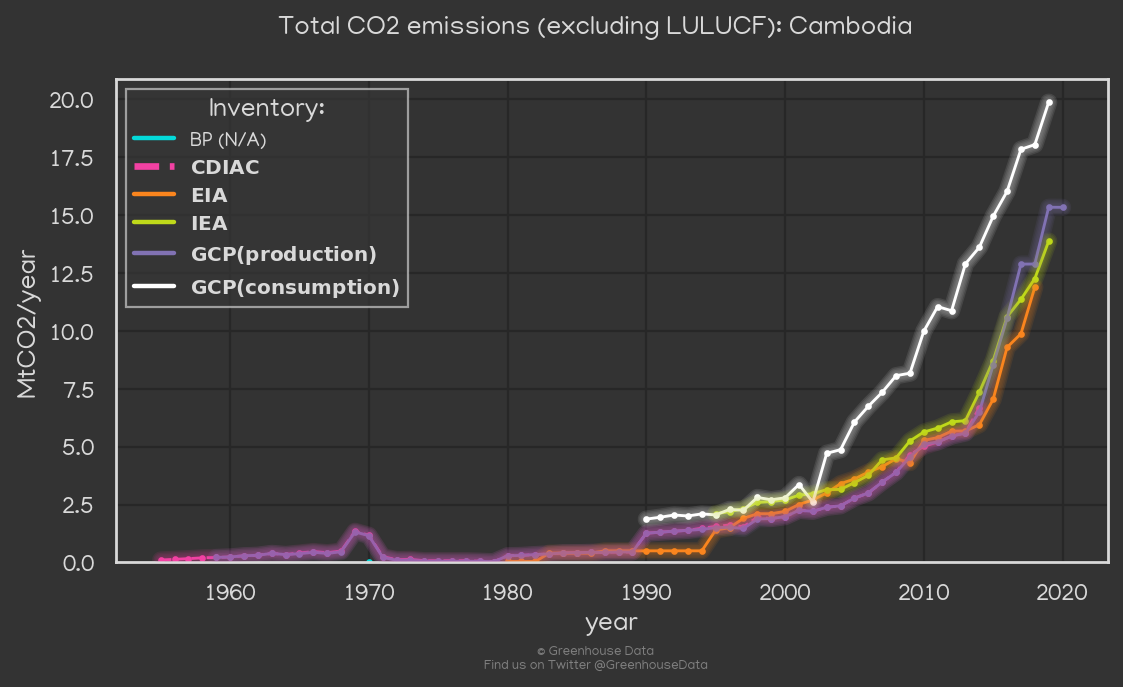 Total CO2 emissions (excluding LULUCF): Cambodia
Inventory:
BP (N/A)
CDIAC
EIA
IEA
GCP(production)
GCP(consumption)
MtCO2/year
20.0
17.5
15.0
12.5
10.0
7.5
5.0
2.5
0.0
1960 1970 1980 1990 2000 2010 2020
year
© Greenhouse Data
Find us on Twitter @GreenhouseData